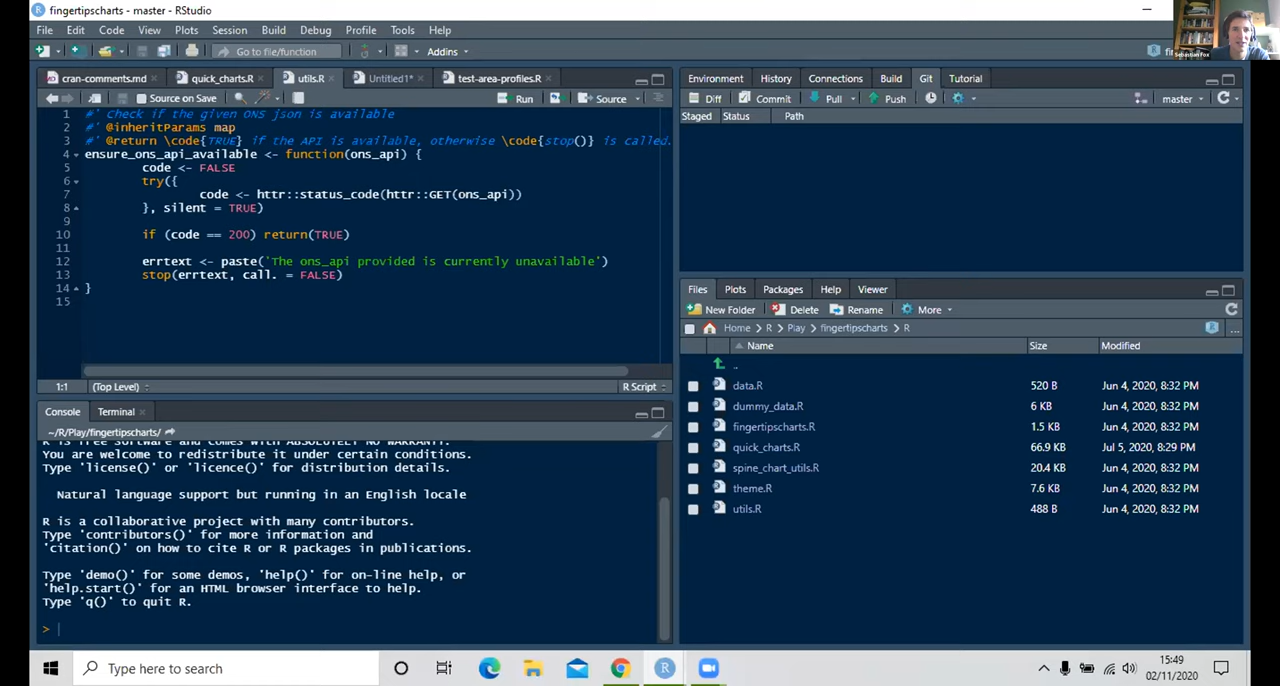 fingertipscharts - master - RStudio
File Edit Code View Plots Session Build Debug Profile Tools Help
Go to file/function Addins
cran-comments.md quick_charts.R utils.R Untitled1* test-area-profiles.R
Source on Save Run Source
1 #' Check if the given ONS json is available
2 #' @inheritParams map
3 #' @return \code{TRUE} if the API is available, otherwise \code{stop()} is called.
4 ensure_ons_api_available <- function(ons_api) {
5 code <- FALSE
6 try({
7 code <- httr::status_code(httr::GET(ons_api))
8 }, silent = TRUE)
9
10 if (code == 200) return(TRUE)
11
12 errtext <- paste('The ons_api provided is currently unavailable')
13 stop(errtext, call. = FALSE)
14 }
15
1:1 (Top Level) R Script
Console Terminal
~/R/Play/fingertipscharts/
R is free software and comes with ABSOLUTELY NO WARRANTY.
You are welcome to redistribute it under certain conditions.
Type 'license()' or 'licence()' for distribution details.
Natural language support but running in an English locale
R is a collaborative project with many contributors.
Type 'contributors()' for more information and
'citation()' on how to cite R or R packages in publications.
Type 'demo()' for some demos, 'help()' for on-line help, or
'help.start()' for an HTML browser interface to help.
Type 'q()' to quit R.
>
Environment History Connections Build Git Tutorial
Diff Commit Pull Push master
Staged Status Path
Files Plots Packages Help Viewer
New Folder Delete Rename More
Home > R > Play > fingertipscharts > R
Name Size Modified
..
data.R 520 B Jun 4, 2020, 8:32 PM
dummy_data.R 6 KB Jun 4, 2020, 8:32 PM
fingertipscharts.R 1.5 KB Jun 4, 2020, 8:32 PM
quick_charts.R 66.9 KB Jul 5, 2020, 8:29 PM
spine_chart_utils.R 20.4 KB Jun 4, 2020, 8:32 PM
theme.R 7.6 KB Jun 4, 2020, 8:32 PM
utils.R 488 B Jun 4, 2020, 8:32 PM
Sebastian Fox
Type here to search
15:49
02/11/2020